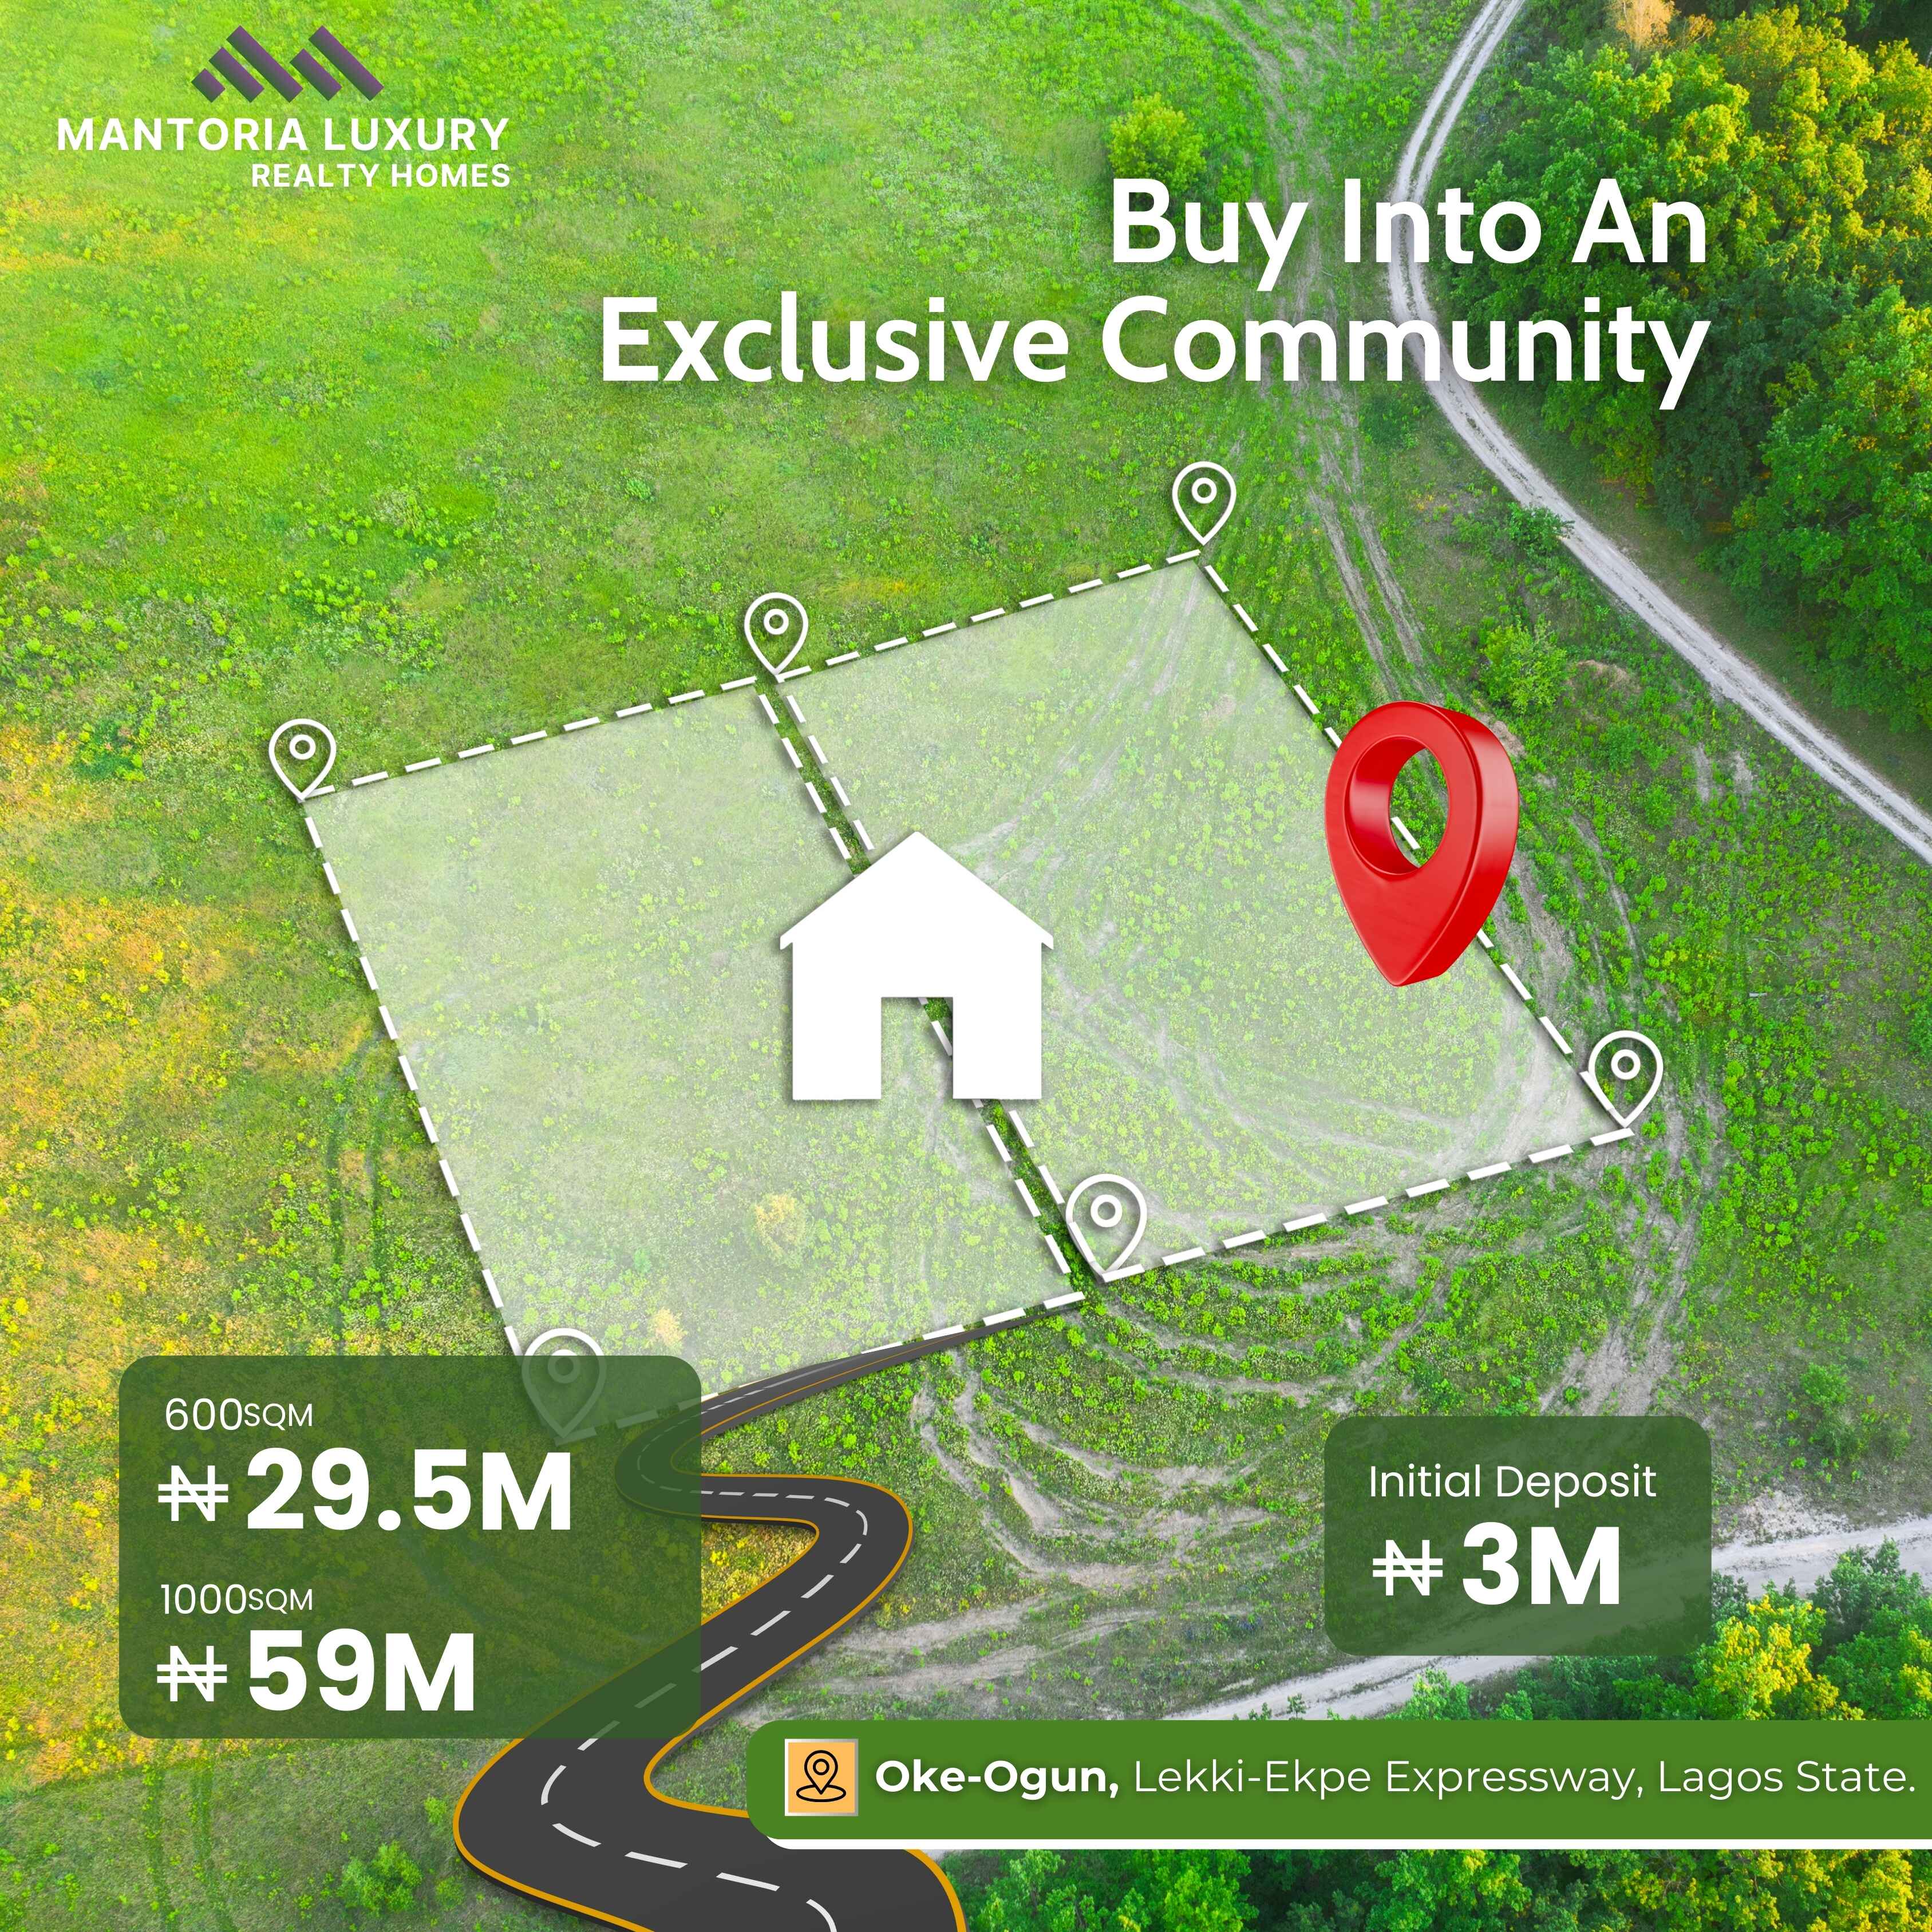 MANTORIA LUXURY
REALTY HOMES
Buy Into An
Exclusive Community
600SQM
₦ 29.5M
1000SQM
₦ 59M
Initial Deposit
₦ 3M
Oke-Ogun, Lekki-Ekpe Expressway, Lagos State.